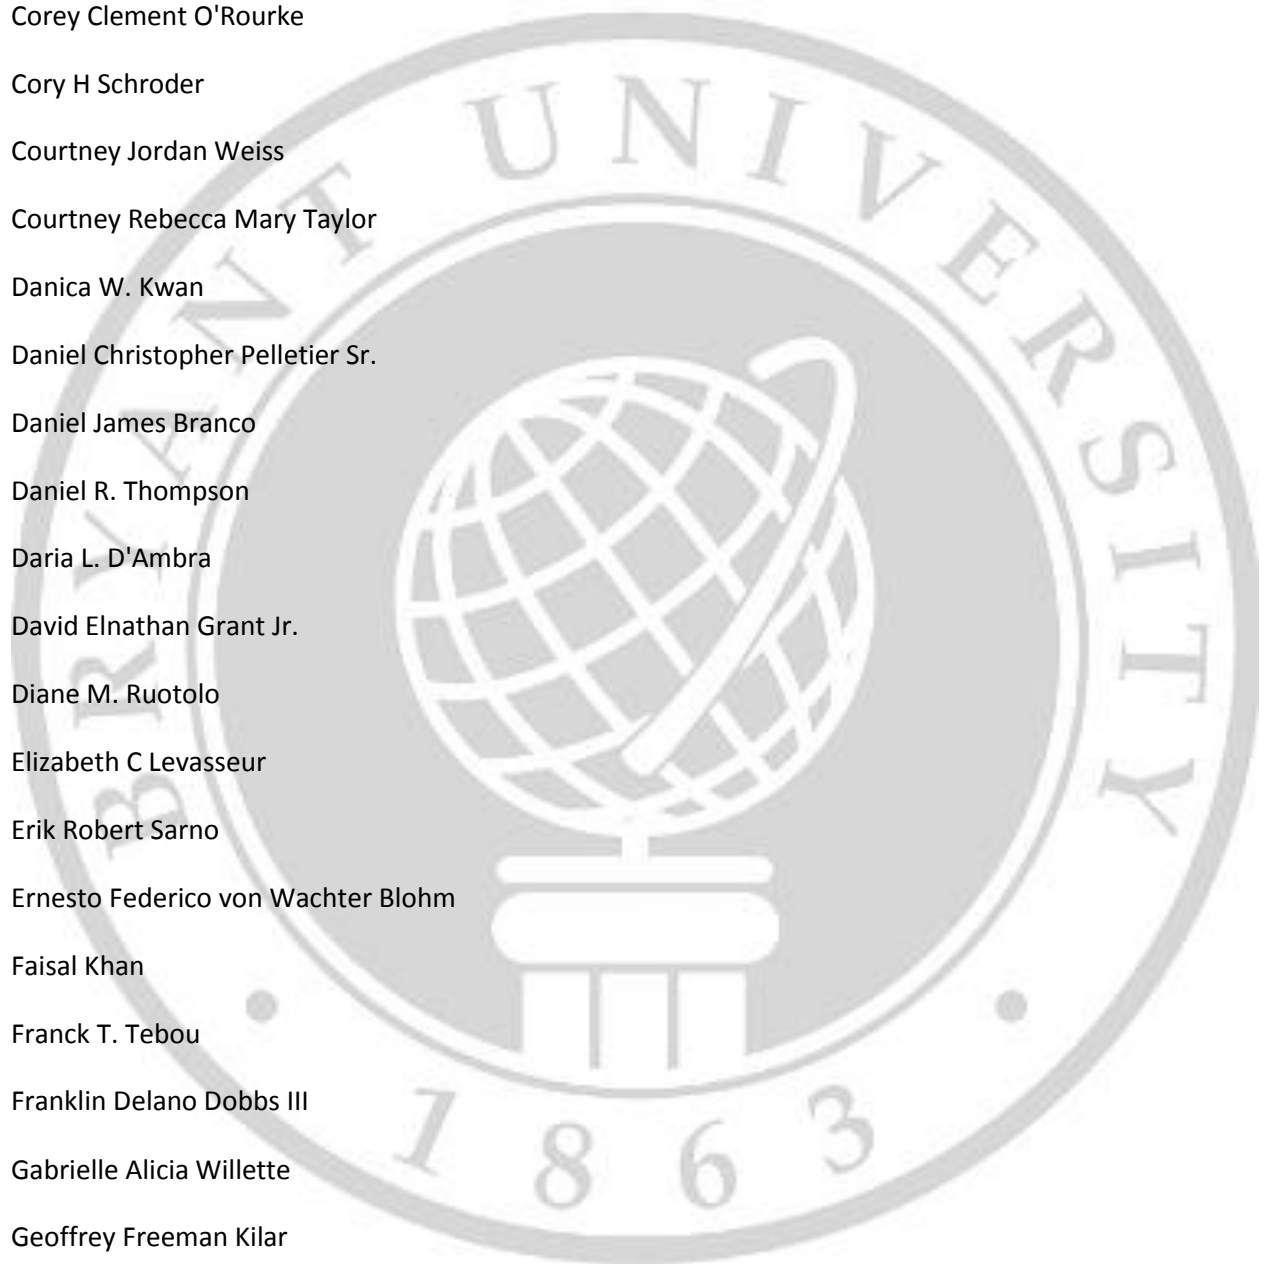 Corey Clement O'Rourke
Cory H Schroder
Courtney Jordan Weiss
Courtney Rebecca Mary Taylor
Danica W. Kwan
Daniel Christopher Pelletier Sr.
Daniel James Branco
Daniel R. Thompson
Daria L. D'Ambra
David Elnathan Grant Jr.
Diane M. Ruotolo
Elizabeth C Levasseur
Erik Robert Sarno
Ernesto Federico von Wachter Blohm
Faisal Khan
Franck T. Tebou
Franklin Delano Dobbs III
Gabrielle Alicia Willette
Geoffrey Freeman Kilar
BRYANT UNIVERSITY
1863